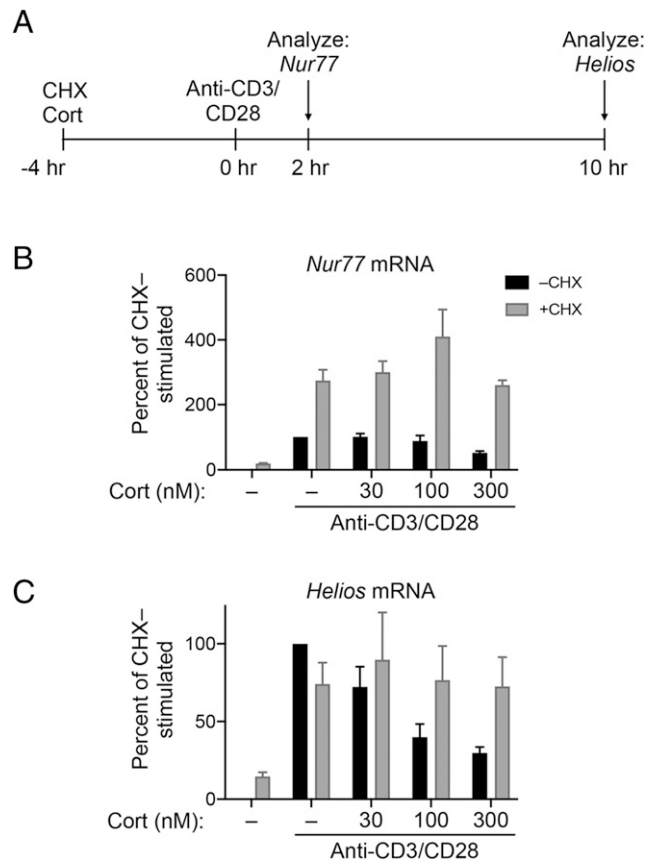 A
Analyze:
Nur77
Analyze:
Helios
CHX
Cort
Anti-CD3/
CD28
-4 hr
0 hr
2 hr
10 hr
B
Nur77 mRNA
–CHX
+CHX
Percent of CHX–
stimulated
600
400
200
0
Cort (nM):
–
–
30
100
300
Anti-CD3/CD28
C
Helios mRNA
Percent of CHX–
stimulated
100
50
0
Cort (nM):
–
–
30
100
300
Anti-CD3/CD28